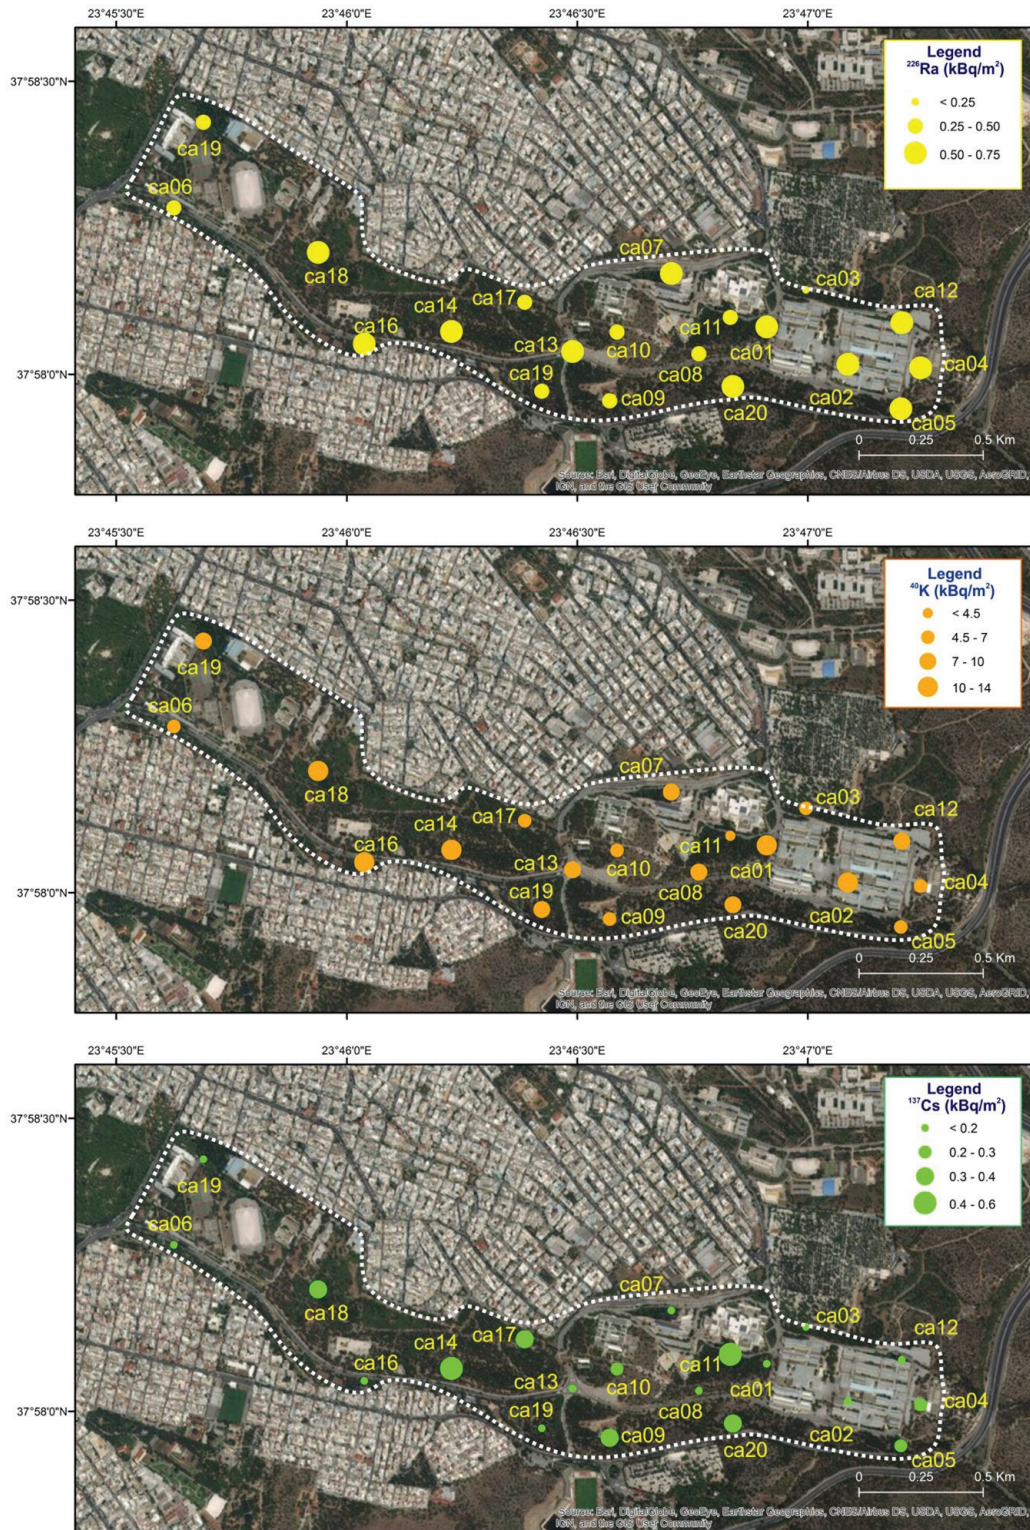 23°45'30"E 23°46'0"E 23°46'30"E 23°47'0"E
Legend
²²⁶Ra (kBq/m²)
< 0.25
0.25 - 0.50
0.50 - 0.75
37°58'30"N
ca19
ca06
ca07
ca18
ca03
ca14
ca17
ca12
ca16
ca13
ca10
ca11
ca01
37°58'0"N
ca19
ca08
ca04
ca09
ca20
ca02
ca05
0 0.25 0.5 Km
Source: Esri, DigitalGlobe, GeoEye, Earthstar Geographics, CNES/Airbus DS, USDA, USGS, AeroGRID,
IGN, and the GIS User Community
23°45'30"E 23°46'0"E 23°46'30"E 23°47'0"E
Legend
⁴⁰K (kBq/m²)
< 4.5
4.5 - 7
7 - 10
10 - 14
37°58'30"N
ca19
ca06
ca07
ca18
ca03
ca14
ca17
ca12
ca16
ca13
ca10
ca11
ca01
37°58'0"N
ca19
ca08
ca04
ca09
ca20
ca02
ca05
0 0.25 0.5 Km
Source: Esri, DigitalGlobe, GeoEye, Earthstar Geographics, CNES/Airbus DS, USDA, USGS, AeroGRID,
IGN, and the GIS User Community
23°45'30"E 23°46'0"E 23°46'30"E 23°47'0"E
Legend
¹³⁷Cs (kBq/m²)
< 0.2
0.2 - 0.3
0.3 - 0.4
0.4 - 0.6
37°58'30"N
ca19
ca06
ca07
ca18
ca03
ca14
ca17
ca12
ca16
ca13
ca10
ca11
ca01
37°58'0"N
ca19
ca08
ca04
ca09
ca20
ca02
ca05
0 0.25 0.5 Km
Source: Esri, DigitalGlobe, GeoEye, Earthstar Geographics, CNES/Airbus DS, USDA, USGS, AeroGRID,
IGN, and the GIS User Community